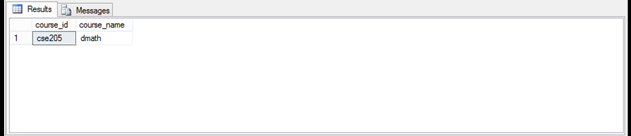 Results Messages
course_id course_name
1 cse205 dmath